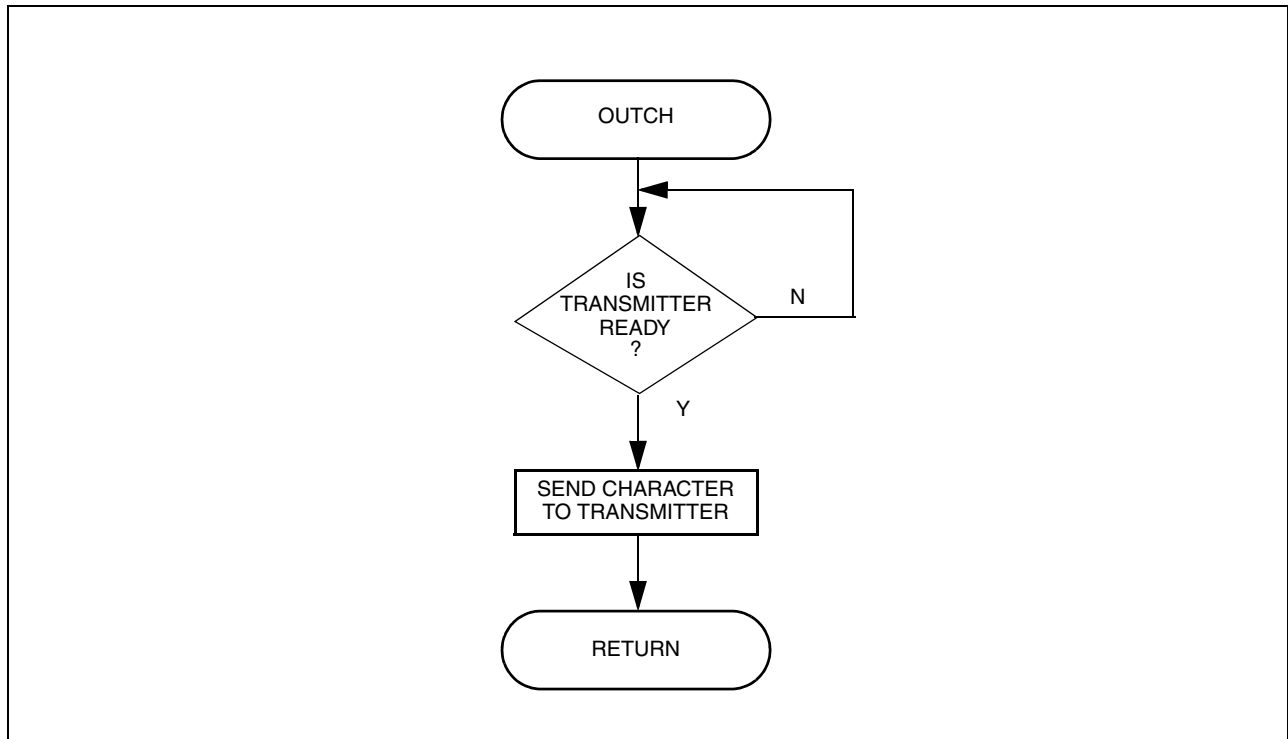 OUTCH
IS
TRANSMITTER
READY
?
N
Y
SEND CHARACTER
TO TRANSMITTER
RETURN